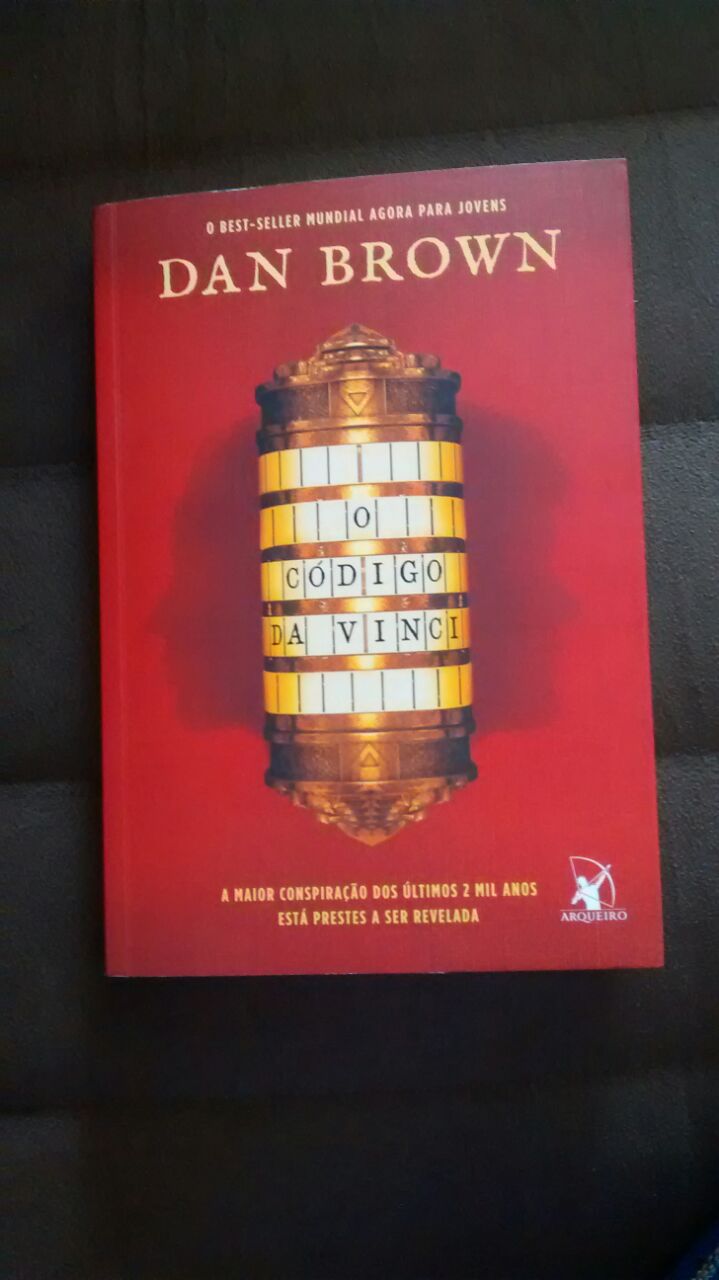 O BEST-SELLER MUNDIAL AGORA PARA JOVENS
DAN BROWN
O
CÓDIGO
DA VINCI
A MAIOR CONSPIRAÇÃO DOS ÚLTIMOS 2 MIL ANOS
ESTÁ PRESTES A SER REVELADA
ARQUEIRO